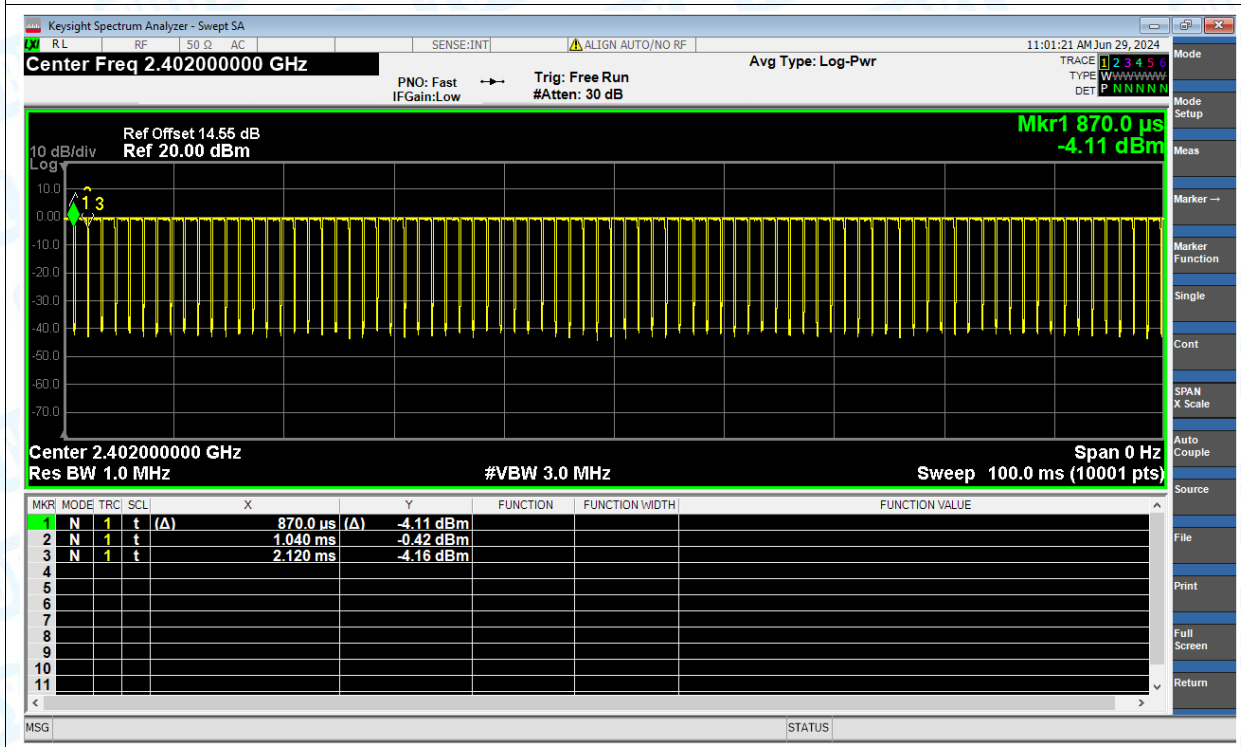 Keysight Spectrum Analyzer - Swept SA
LXI RL RF 50 Ω AC SENSE:INT ALIGN AUTO/NO RF 11:01:21 AM Jun 29, 2024
Center Freq 2.402000000 GHz Avg Type: Log-Pwr TRACE 1 2 3 4 5 6
PNO: Fast Trig: Free Run TYPE WWWWWW
IFGain:Low #Atten: 30 dB DET P N N N N N
Mkr1 870.0 µs
-4.11 dBm
Ref Offset 14.55 dB
10 dB/div Ref 20.00 dBm
Log
10.0
0.00
-10.0
-20.0
-30.0
-40.0
-50.0
-60.0
-70.0
1 3
Center 2.402000000 GHz Span 0 Hz
Res BW 1.0 MHz #VBW 3.0 MHz Sweep 100.0 ms (10001 pts)
MKR MODE TRC SCL X Y FUNCTION FUNCTION WIDTH FUNCTION VALUE
1 N 1 t (Δ) 870.0 µs (Δ) -4.11 dBm
2 N 1 t 1.040 ms -0.42 dBm
3 N 1 t 2.120 ms -4.16 dBm
4
5
6
7
8
9
10
11
MSG STATUS
Mode
Mode
Setup
Meas
Marker →
Marker
Function
Single
Cont
SPAN
X Scale
Auto
Couple
Source
File
Print
Full
Screen
Return